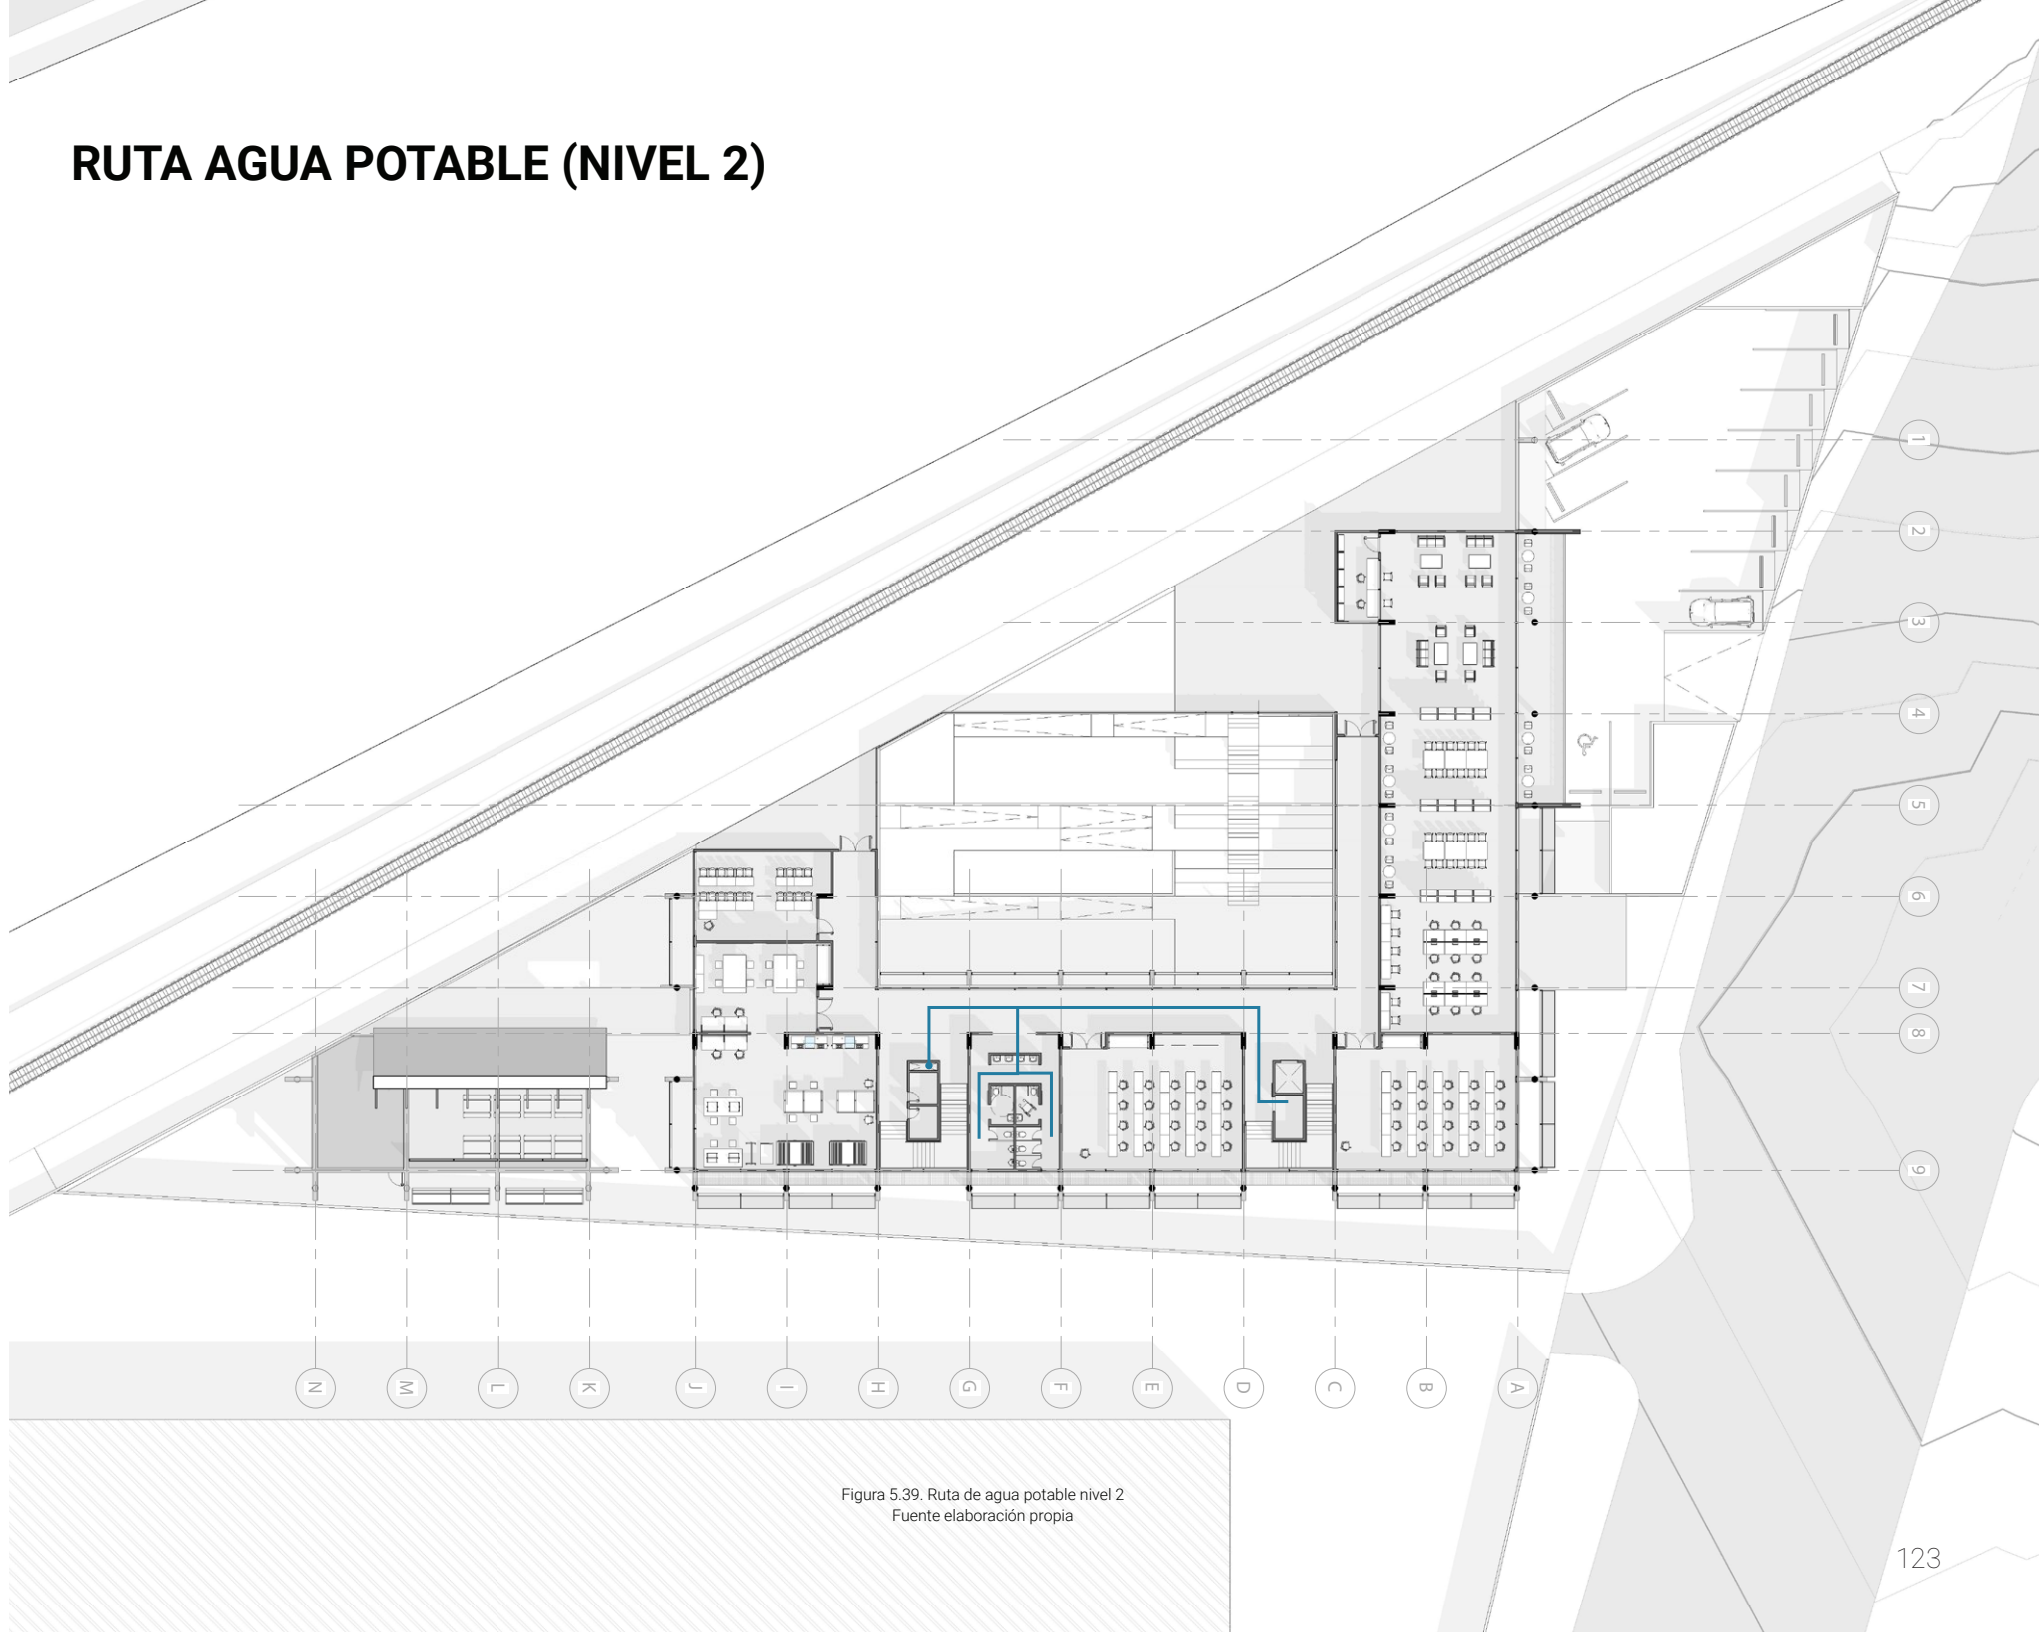 RUTA AGUA POTABLE (NIVEL 2)
1
2
3
4
5
6
7
8
9
N
M
L
K
J
I
H
G
F
E
D
C
B
A
Figura 5.39. Ruta de agua potable nivel 2
Fuente elaboración propia
123